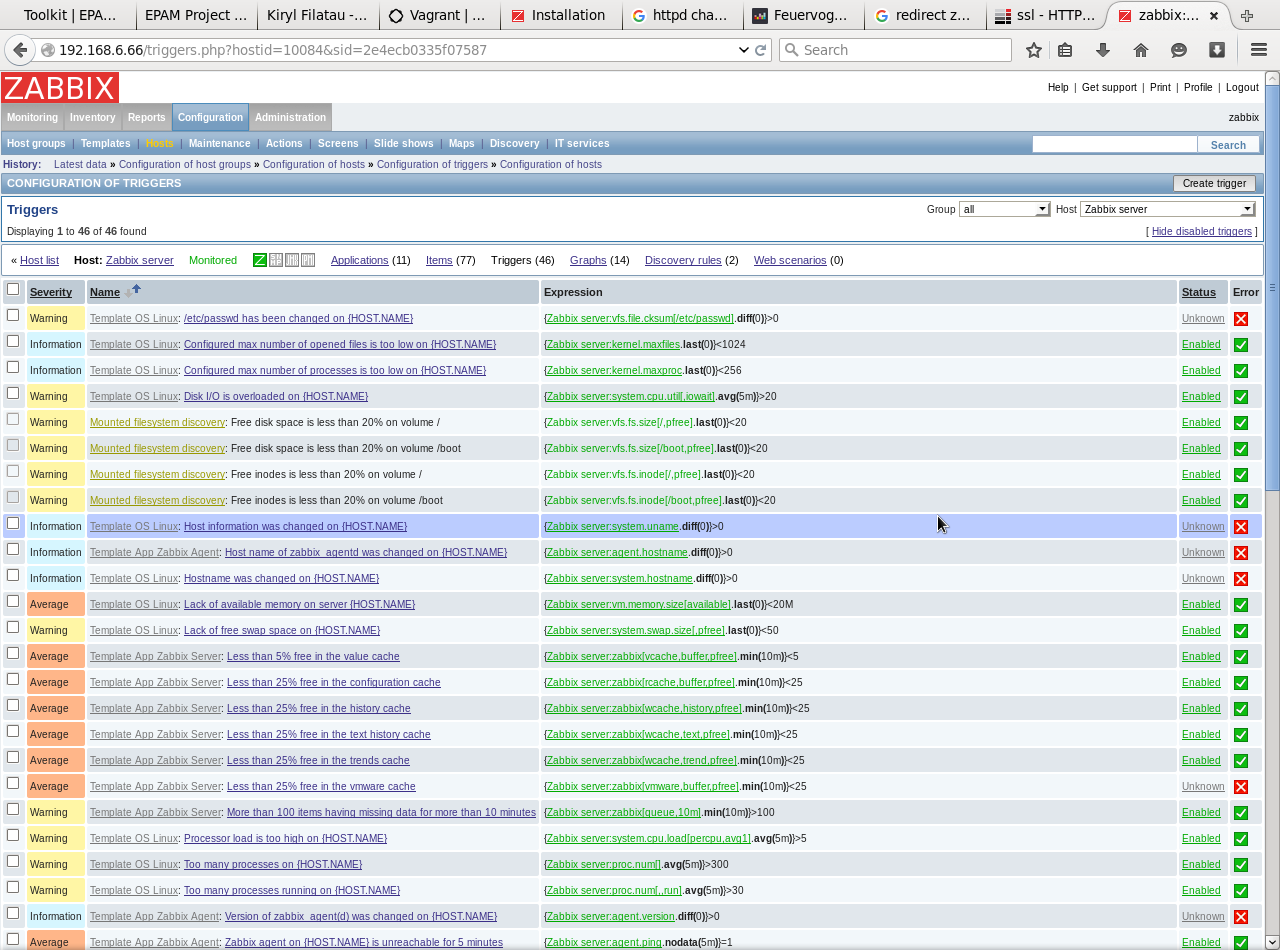 Toolkit | EPA...
EPAM Project ...
Kiryl Filatau -...
Vagrant | ...
Installation
httpd cha...
Feuervog...
redirect z...
ssl - HTTP...
zabbix:...
192.168.6.66/triggers.php?hostid=10084&sid=2e4ecb0335f07587
Search
ZABBIX
Help | Get support | Print | Profile | Logout
Monitoring Inventory Reports Configuration Administration
zabbix
Host groups | Templates | Hosts | Maintenance | Actions | Screens | Slide shows | Maps | Discovery | IT services
Search
History: Latest data » Configuration of host groups » Configuration of hosts » Configuration of triggers » Configuration of hosts
CONFIGURATION OF TRIGGERS
Create trigger
Triggers
Group all Host Zabbix server
Displaying 1 to 46 of 46 found
[ Hide disabled triggers ]
« Host list Host: Zabbix server Monitored Z Applications (11) Items (77) Triggers (46) Graphs (14) Discovery rules (2) Web scenarios (0)
Severity Name Expression Status Error
Warning Template OS Linux: /etc/passwd has been changed on {HOST.NAME} {Zabbix server:vfs.file.cksum[/etc/passwd].diff(0)}>0 Unknown
Information Template OS Linux: Configured max number of opened files is too low on {HOST.NAME} {Zabbix server:kernel.maxfiles.last(0)}<1024 Enabled
Information Template OS Linux: Configured max number of processes is too low on {HOST.NAME} {Zabbix server:kernel.maxproc.last(0)}<256 Enabled
Warning Template OS Linux: Disk I/O is overloaded on {HOST.NAME} {Zabbix server:system.cpu.util[,iowait].avg(5m)}>20 Enabled
Warning Mounted filesystem discovery: Free disk space is less than 20% on volume / {Zabbix server:vfs.fs.size[/,pfree].last(0)}<20 Enabled
Warning Mounted filesystem discovery: Free disk space is less than 20% on volume /boot {Zabbix server:vfs.fs.size[/boot,pfree].last(0)}<20 Enabled
Warning Mounted filesystem discovery: Free inodes is less than 20% on volume / {Zabbix server:vfs.fs.inode[/,pfree].last(0)}<20 Enabled
Warning Mounted filesystem discovery: Free inodes is less than 20% on volume /boot {Zabbix server:vfs.fs.inode[/boot,pfree].last(0)}<20 Enabled
Information Template OS Linux: Host information was changed on {HOST.NAME} {Zabbix server:system.uname.diff(0)}>0 Unknown
Information Template App Zabbix Agent: Host name of zabbix_agentd was changed on {HOST.NAME} {Zabbix server:agent.hostname.diff(0)}>0 Unknown
Information Template OS Linux: Hostname was changed on {HOST.NAME} {Zabbix server:system.hostname.diff(0)}>0 Unknown
Average Template OS Linux: Lack of available memory on server {HOST.NAME} {Zabbix server:vm.memory.size[available].last(0)}<20M Enabled
Warning Template OS Linux: Lack of free swap space on {HOST.NAME} {Zabbix server:system.swap.size[,pfree].last(0)}<50 Enabled
Average Template App Zabbix Server: Less than 5% free in the value cache {Zabbix server:zabbix[vcache,buffer,pfree].min(10m)}<5 Enabled
Average Template App Zabbix Server: Less than 25% free in the configuration cache {Zabbix server:zabbix[rcache,buffer,pfree].min(10m)}<25 Enabled
Average Template App Zabbix Server: Less than 25% free in the history cache {Zabbix server:zabbix[wcache,history,pfree].min(10m)}<25 Enabled
Average Template App Zabbix Server: Less than 25% free in the text history cache {Zabbix server:zabbix[wcache,text,pfree].min(10m)}<25 Enabled
Average Template App Zabbix Server: Less than 25% free in the trends cache {Zabbix server:zabbix[wcache,trend,pfree].min(10m)}<25 Enabled
Average Template App Zabbix Server: Less than 25% free in the vmware cache {Zabbix server:zabbix[vmware,buffer,pfree].min(10m)}<25 Unknown
Warning Template App Zabbix Server: More than 100 items having missing data for more than 10 minutes {Zabbix server:zabbix[queue,10m].min(10m)}>100 Enabled
Warning Template OS Linux: Processor load is too high on {HOST.NAME} {Zabbix server:system.cpu.load[percpu,avg1].avg(5m)}>5 Enabled
Warning Template OS Linux: Too many processes on {HOST.NAME} {Zabbix server:proc.num[].avg(5m)}>300 Enabled
Warning Template OS Linux: Too many processes running on {HOST.NAME} {Zabbix server:proc.num[,,run].avg(5m)}>30 Enabled
Information Template App Zabbix Agent: Version of zabbix_agent(d) was changed on {HOST.NAME} {Zabbix server:agent.version.diff(0)}>0 Unknown
Average Template App Zabbix Agent: Zabbix agent on {HOST.NAME} is unreachable for 5 minutes {Zabbix server:agent.ping.nodata(5m)}=1 Enabled